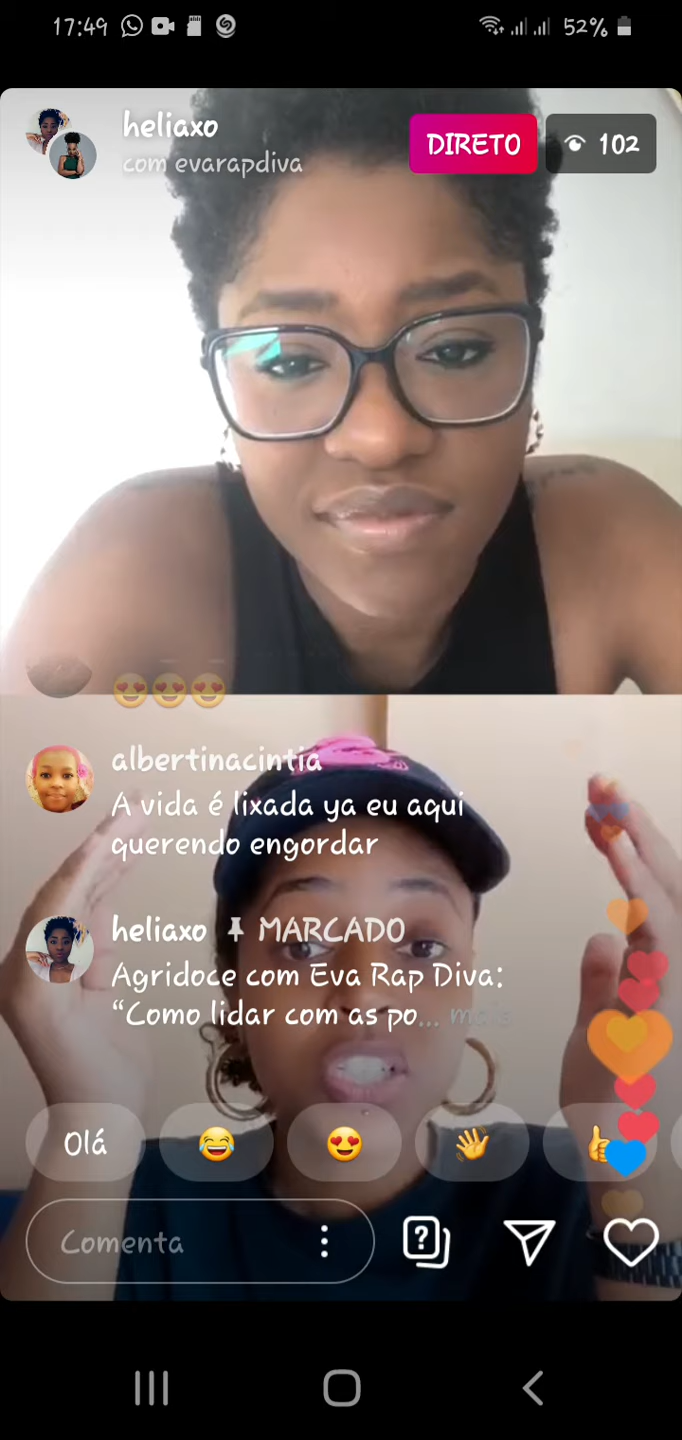 17:49
52%
heliaxo
com evarapdiva
DIRETO
102
albertinacintia
A vida é lixada ya eu aqui
querendo engordar
heliaxo MARCADO
Agridoce com Eva Rap Diva:
“Como lidar com as po... mais
Olá
Comenta